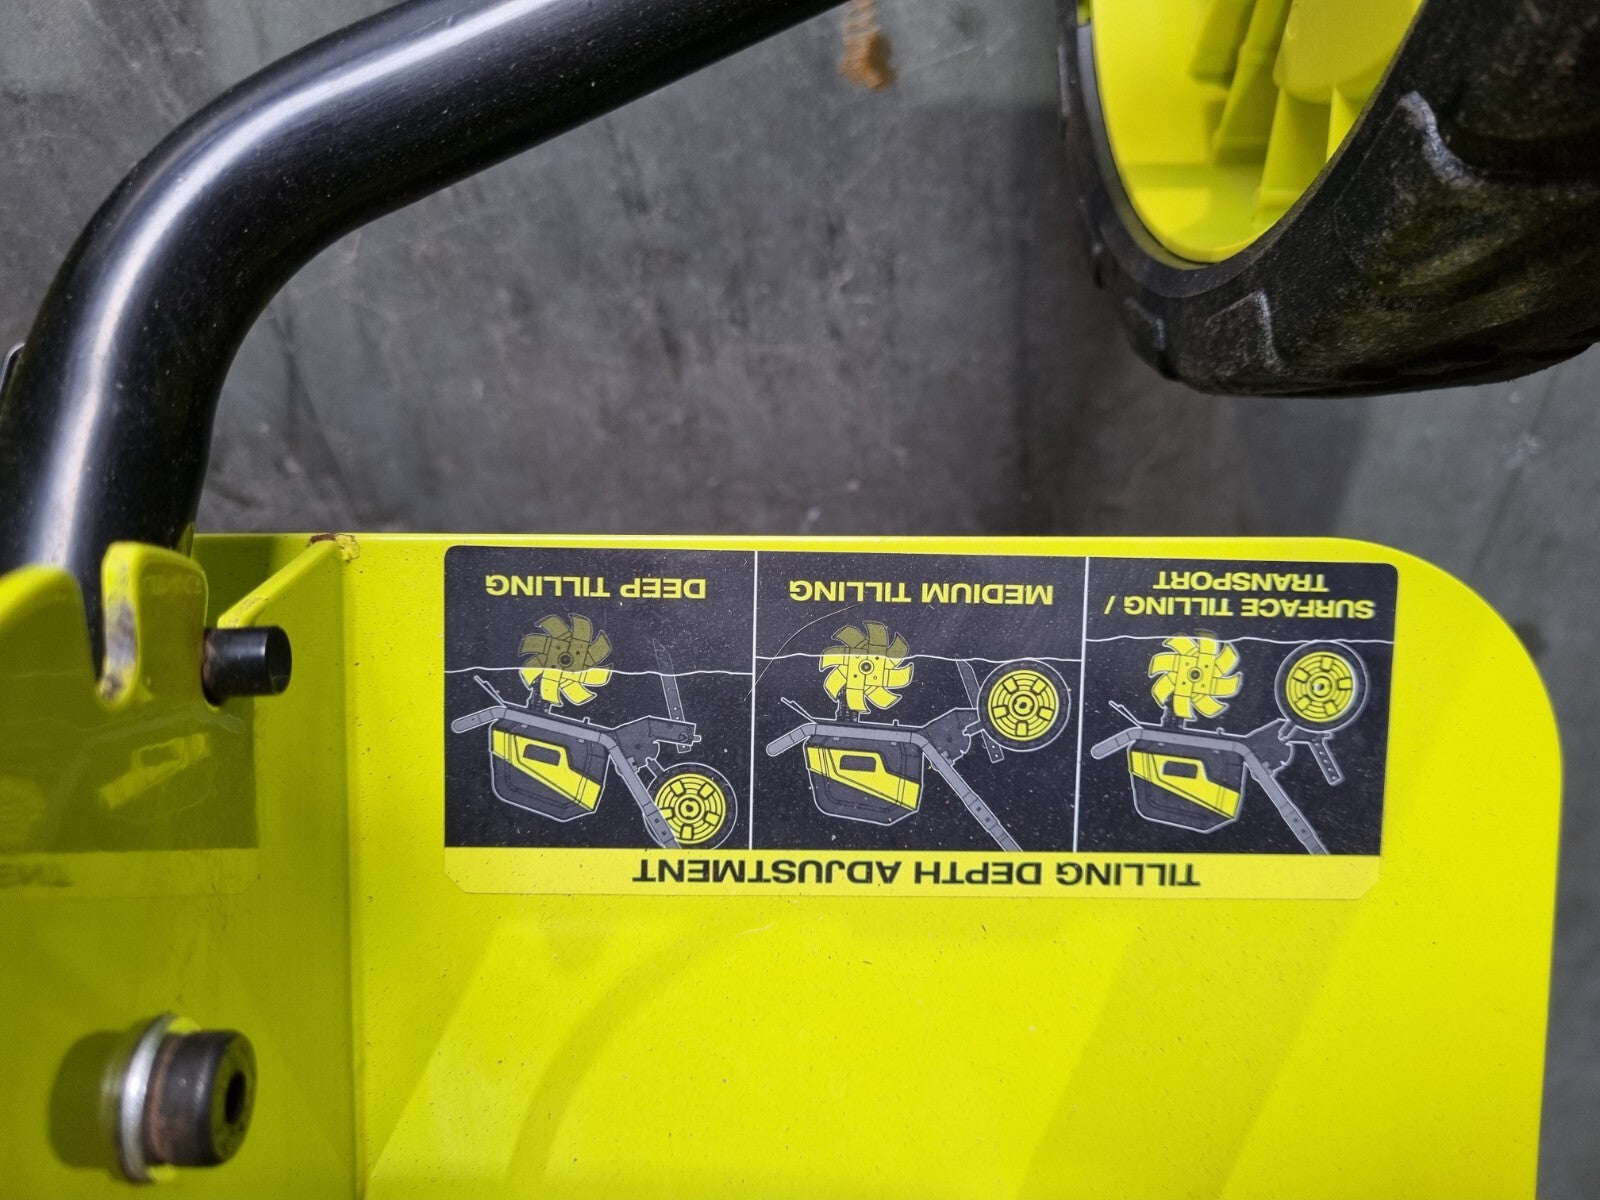 TILLING DEPTH ADJUSTMENT
SURFACE TILLING /
TRANSPORT
MEDIUM TILLING
DEEP TILLING